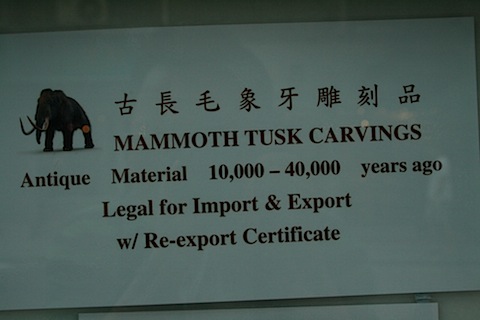 古長毛象牙雕刻品
MAMMOTH TUSK CARVINGS
Antique Material 10,000 – 40,000 years ago
Legal for Import & Export
w/ Re-export Certificate